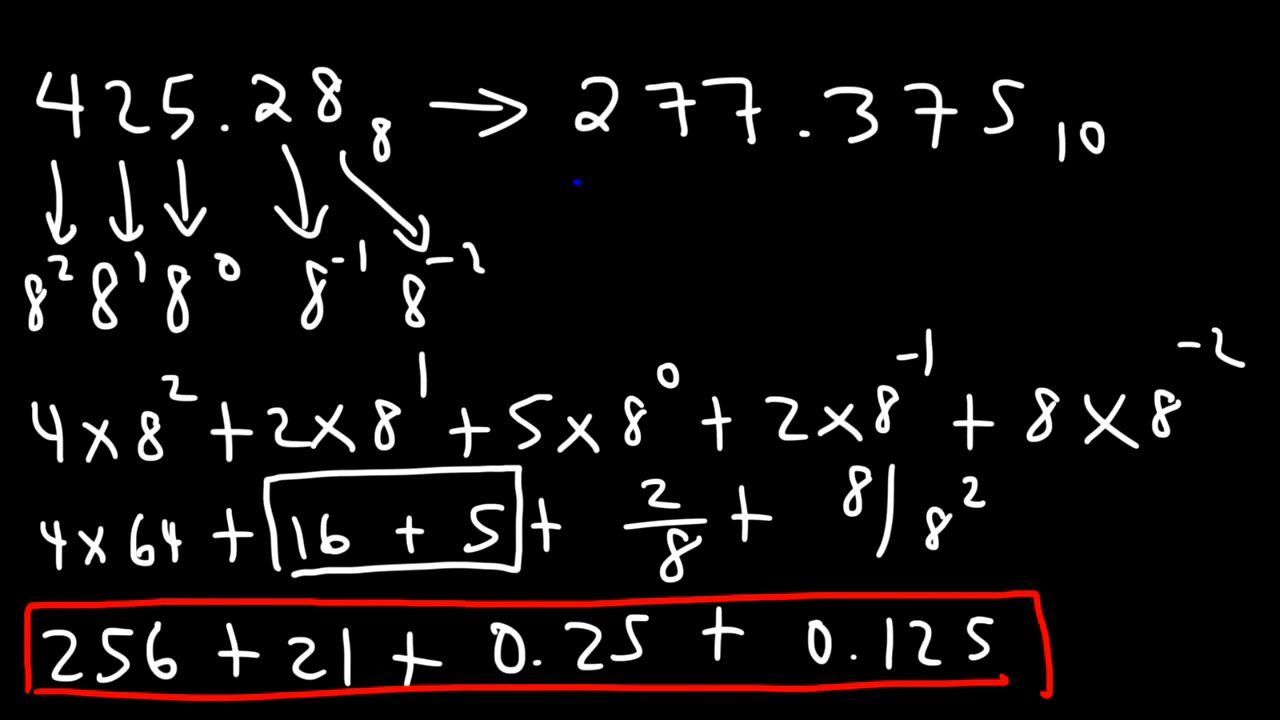 425.28₈ → 277.375₁₀
8² 8¹ 8⁰ 8⁻¹ 8⁻²
4 x 8² + 2 x 8¹ + 5 x 8⁰ + 2 x 8⁻¹ + 8 x 8⁻²
4 x 64 + 16 + 5 + 2/8 + 8/8²
256 + 21 + 0.25 + 0.125